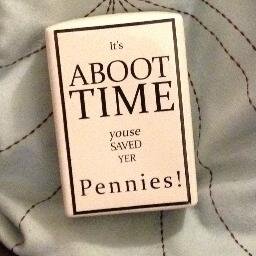 It's
ABOOT
TIME
youse
SAVED
YER
Pennies!